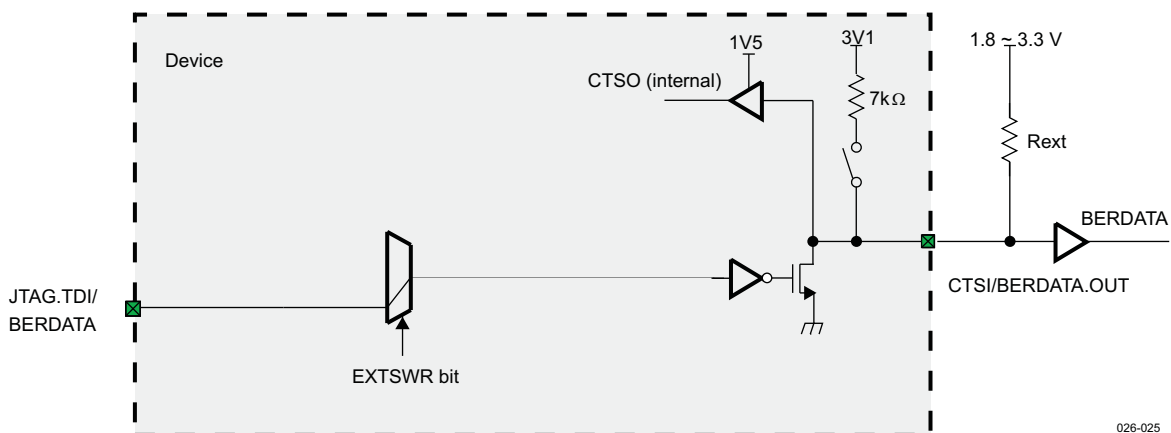 Device
1V5
3V1
1.8 ~ 3.3 V
CTSO (internal)
7kΩ
Rext
BERDATA
JTAG.TDI/
BERDATA
CTSI/BERDATA.OUT
EXTSWR bit
026-025